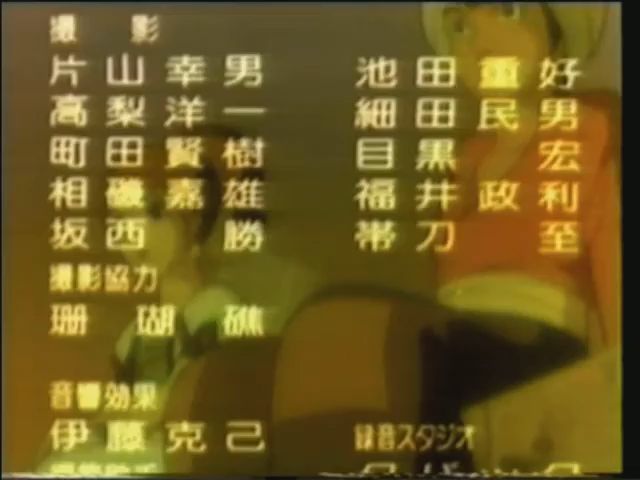 撮影
片山幸男 池田重好
高梨洋一 細田民男
町田賢樹 目黒宏
相磯嘉雄 福井政利
坂西勝 帯刀至
撮影協力
珊瑚礁
音響効果
伊藤克己 録音スタジオ